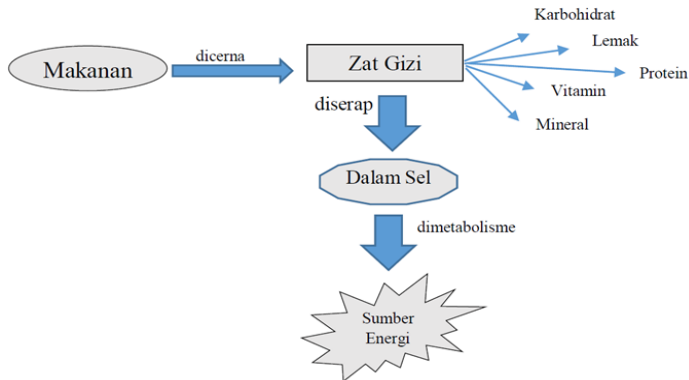 Makanan
dicerna
Zat Gizi
Karbohidrat
Lemak
Protein
Vitamin
Mineral
diserap
Dalam Sel
dimetabolisme
Sumber
Energi